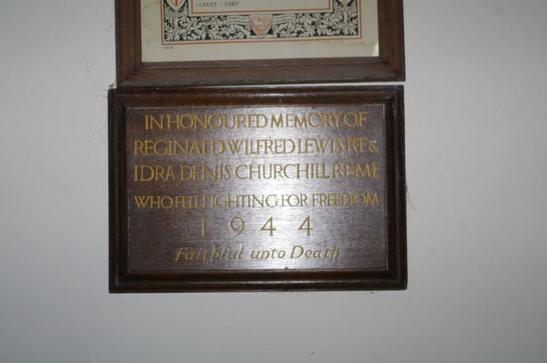 IN HONOURED MEMORY OF
REGINALD WILFRED LEWIS RE &
IDRA DENIS CHURCHILL REME
WHO FELL FIGHTING FOR FREEDOM
1944
Faithful unto Death